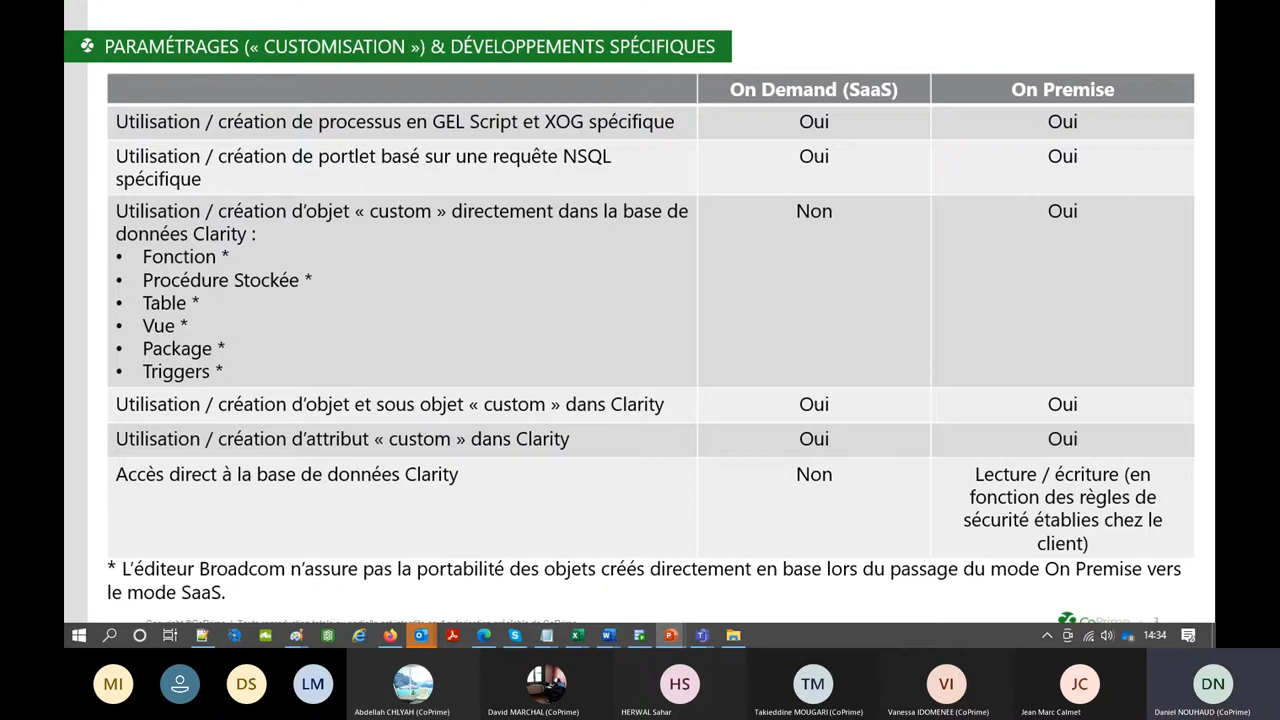 PARAMÉTRAGES (« CUSTOMISATION ») & DÉVELOPPEMENTS SPÉCIFIQUES
On Demand (SaaS) On Premise
Utilisation / création de processus en GEL Script et XOG spécifique Oui Oui
Utilisation / création de portlet basé sur une requête NSQL Oui Oui
spécifique
Utilisation / création d’objet « custom » directement dans la base de Non Oui
données Clarity :
• Fonction *
• Procédure Stockée *
• Table *
• Vue *
• Package *
• Triggers *
Utilisation / création d’objet et sous objet « custom » dans Clarity Oui Oui
Utilisation / création d’attribut « custom » dans Clarity Oui Oui
Accès direct à la base de données Clarity Non Lecture / écriture (en
fonction des règles de
sécurité établies chez le
client)
* L’éditeur Broadcom n’assure pas la portabilité des objets créés directement en base lors du passage du mode On Premise vers
le mode SaaS.
CoPrime 3
14:34
MI DS LM HS TM VI JC DN
Abdellah CHLYAH (CoPrime) David MARCHAL (CoPrime) HERWAL Sahar Takieddine MOUGARI (CoPrime) Vanessa IDOMENEE (CoPrime) Jean Marc Calmet Daniel NOUHAUD (CoPrime)